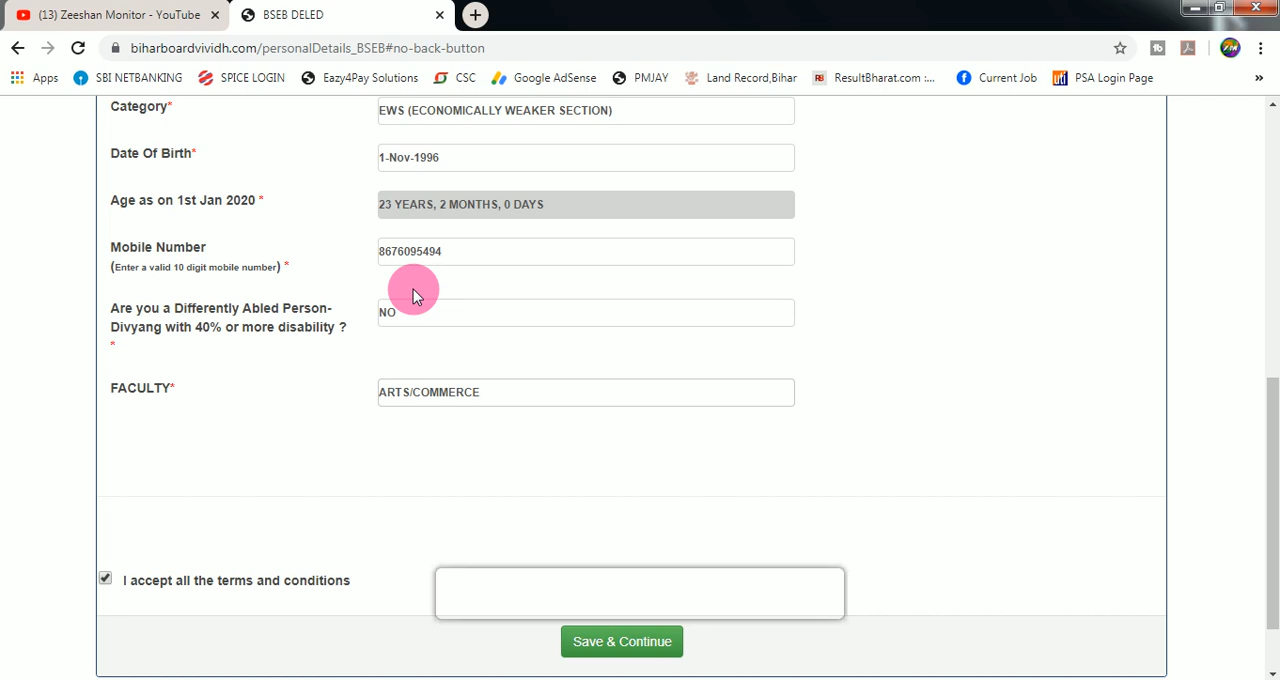 (13) Zeeshan Monitor - YouTube
BSEB DELED
biharboardvividh.com/personalDetails_BSEB#no-back-button
Apps SBI NETBANKING SPICE LOGIN Easy4Pay Solutions CSC Google AdSense PMJAY Land Record,Bihar RB ResultBharat.com :... Current Job uti PSA Login Page »
Category* EWS (ECONOMICALLY WEAKER SECTION)
Date Of Birth* 1-Nov-1996
Age as on 1st Jan 2020 * 23 YEARS, 2 MONTHS, 0 DAYS
Mobile Number 8676095494
(Enter a valid 10 digit mobile number) *
Are you a Differently Abled Person- NO
Divyang with 40% or more disability ?
*
FACULTY* ARTS/COMMERCE
I accept all the terms and conditions
Save & Continue